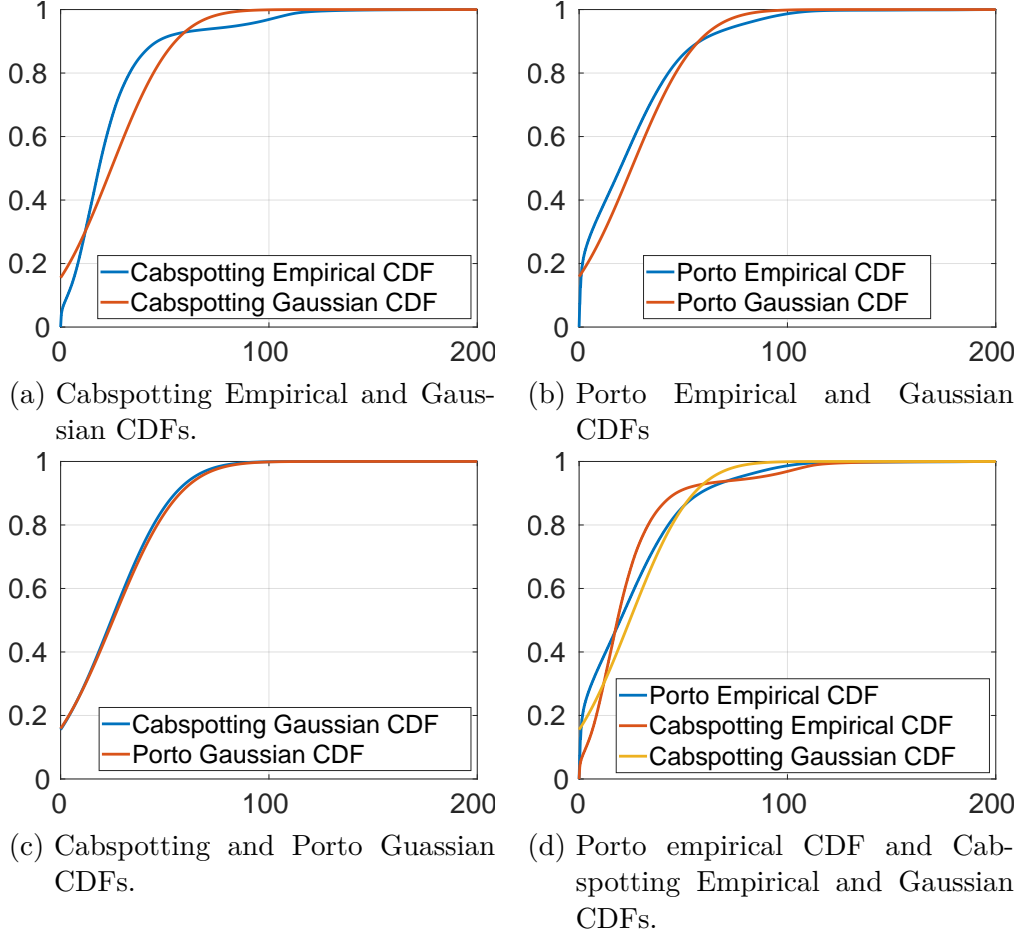 1
0.8
0.6
0.4
0.2
0
0
100
200
Cabspotting Empirical CDF
Cabspotting Gaussian CDF
(a) Cabspotting Empirical and Gaus-
sian CDFs.
1
0.8
0.6
0.4
0.2
0
0
100
200
Porto Empirical CDF
Porto Gaussian CDF
(b) Porto Empirical and Gaussian
CDFs
1
0.8
0.6
0.4
0.2
0
0
100
200
Cabspotting Gaussian CDF
Porto Gaussian CDF
(c) Cabspotting and Porto Guassian
CDFs.
1
0.8
0.6
0.4
0.2
0
0
100
200
Porto Empirical CDF
Cabspotting Empirical CDF
Cabspotting Gaussian CDF
(d) Porto empirical CDF and Cab-
spotting Empirical and Gaussian
CDFs.